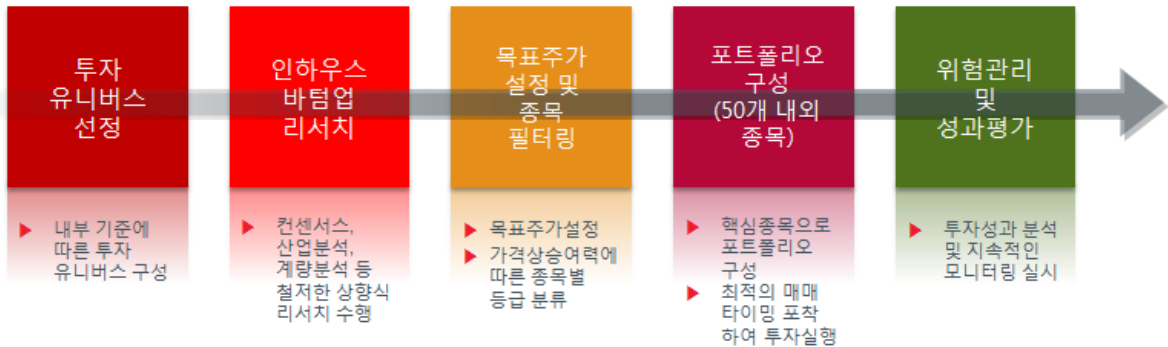 투자
유니버스
선정
인하우스
바텀업
리서치
목표주가
설정 및
종목
필터링
포트폴리오
구성
(50개 내외
종목)
위험관리
및
성과평가
내부 기준에
따른 투자
유니버스 구성
컨센서스,
산업분석,
계량분석 등
철저한 상향식
리서치 수행
목표주가설정
가격상승여력에
따른 종목별
등급 분류
핵심종목으로
포트폴리오
구성
최적의 매매
타이밍 포착
하여 투자실행
투자성과 분석
및 지속적인
모니터링 실시